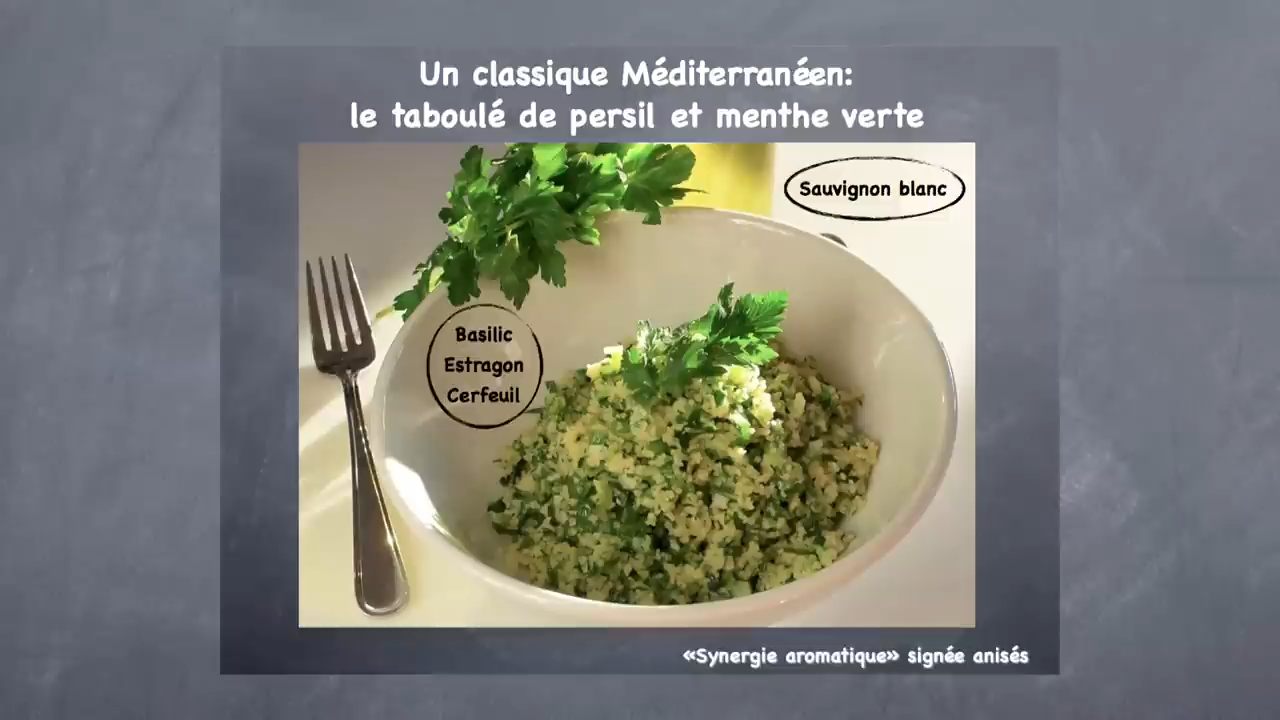 Un classique Méditerranéen:
le taboulé de persil et menthe verte
Sauvignon blanc
Basilic
Estragon
Cerfeuil
«Synergie aromatique» signée anisés